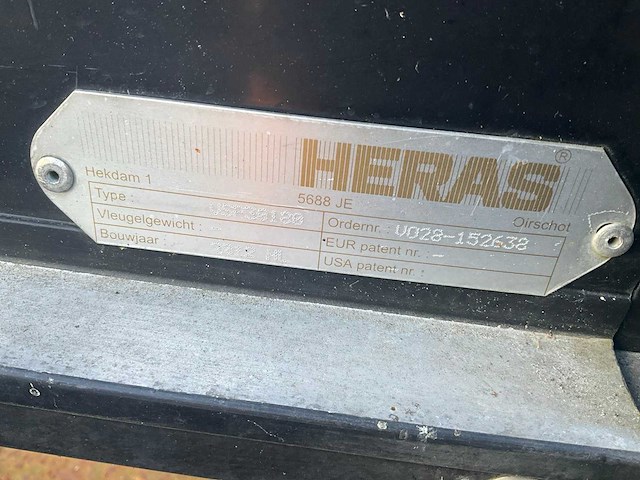 HERAS®
Hekdam 1 5688 JE Oirschot
Type :
Vleugelgewicht : Ordernr. : V028-152638
Bouwjaar : EUR patent nr. : -
USA patent nr. : -